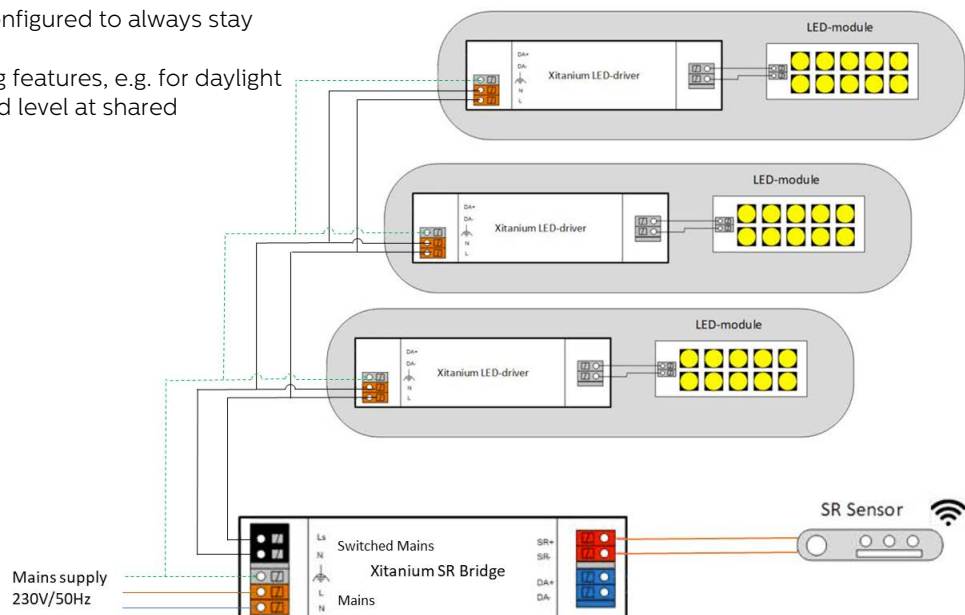 nfigured to always stay
g features, e.g. for daylight
d level at shared
LED-module
DA+
DA-
Xitanium LED-driver
N
L
LED-module
DA+
DA-
Xitanium LED-driver
N
L
LED-module
DA+
DA-
Xitanium LED-driver
N
L
SR Sensor
Ls
Switched Mains
SR+
N
SR-
Xitanium SR Bridge
Mains supply
230V/50Hz
L
Mains
N
DA+
DA-